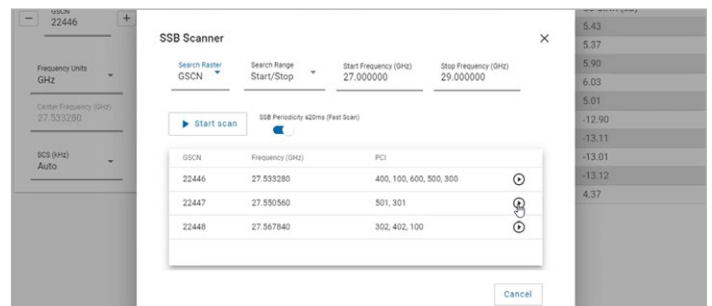 GSCN
22446
+
Frequency Units
GHz
Center Frequency (GHz)
27.533280
SCS (kHz)
Auto
SSB Scanner
Search Raster
GSCN
Search Range
Start/Stop
Start Frequency (GHz)
27.000000
Stop Frequency (GHz)
29.000000
Start scan
SSB Periodicity ≤20ms (Fast Scan)
GSCN Frequency (GHz) PCI
22446 27.533280 400, 100, 600, 500, 300
22447 27.550560 501, 301
22448 27.567840 302, 402, 100
Cancel
5.43
5.37
5.90
6.03
5.01
-12.90
-13.11
-13.01
-13.12
4.37